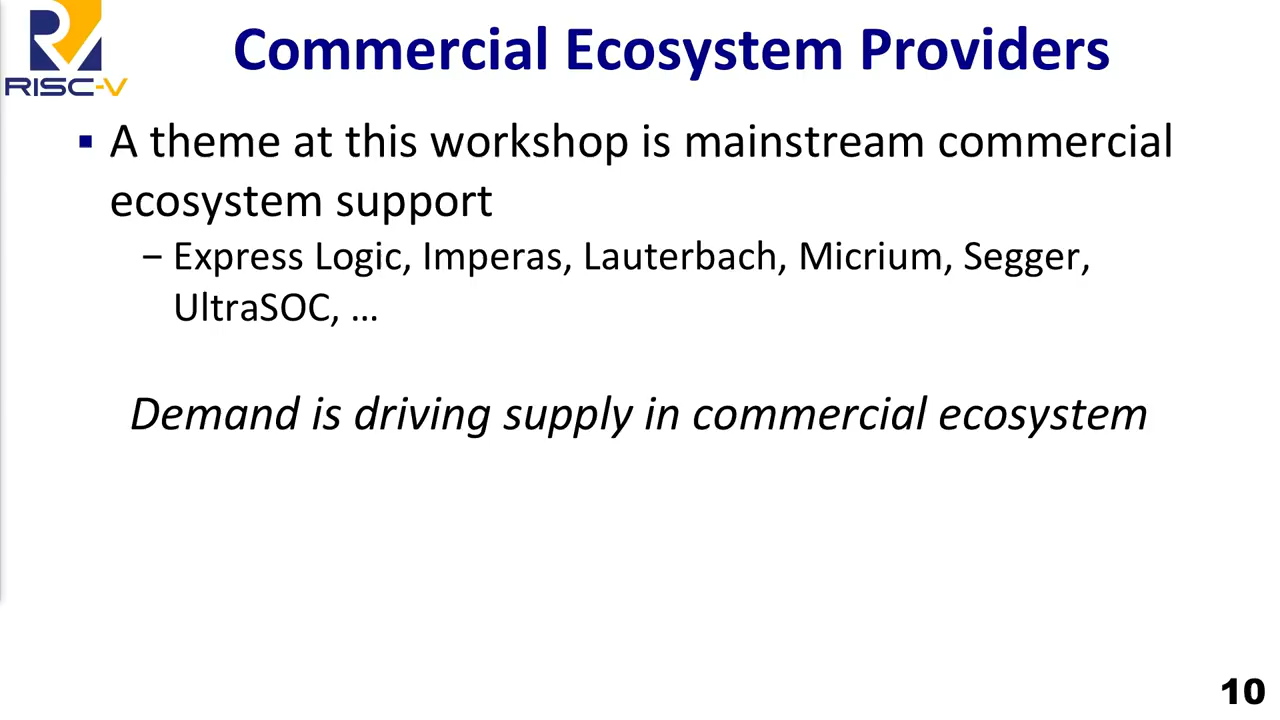 RISC-V
Commercial Ecosystem Providers
▪ A theme at this workshop is mainstream commercial
ecosystem support
– Express Logic, Imperas, Lauterbach, Micrium, Segger,
UltraSOC, …
Demand is driving supply in commercial ecosystem
10